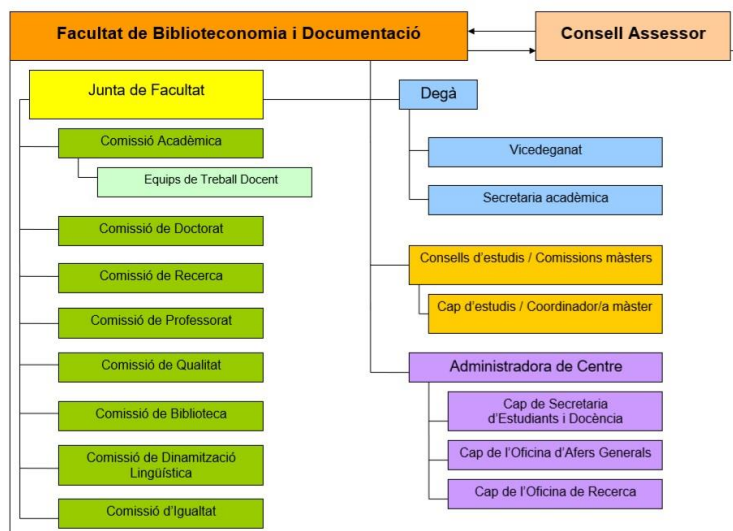 Facultat de Biblioteconomia i Documentació
Consell Assessor
Junta de Facultat
Comissió Acadèmica
Equips de Treball Docent
Comissió de Doctorat
Comissió de Recerca
Comissió de Professorat
Comissió de Qualitat
Comissió de Biblioteca
Comissió de Dinamització
Lingüística
Comissió d'Igualtat
Degà
Vicedeganat
Secretaria acadèmica
Consells d'estudis / Comissions màsters
Cap d'estudis / Coordinador/a màster
Administradora de Centre
Cap de Secretaria
d'Estudiants i Docència
Cap de l'Oficina d'Afers Generals
Cap de l'Oficina de Recerca